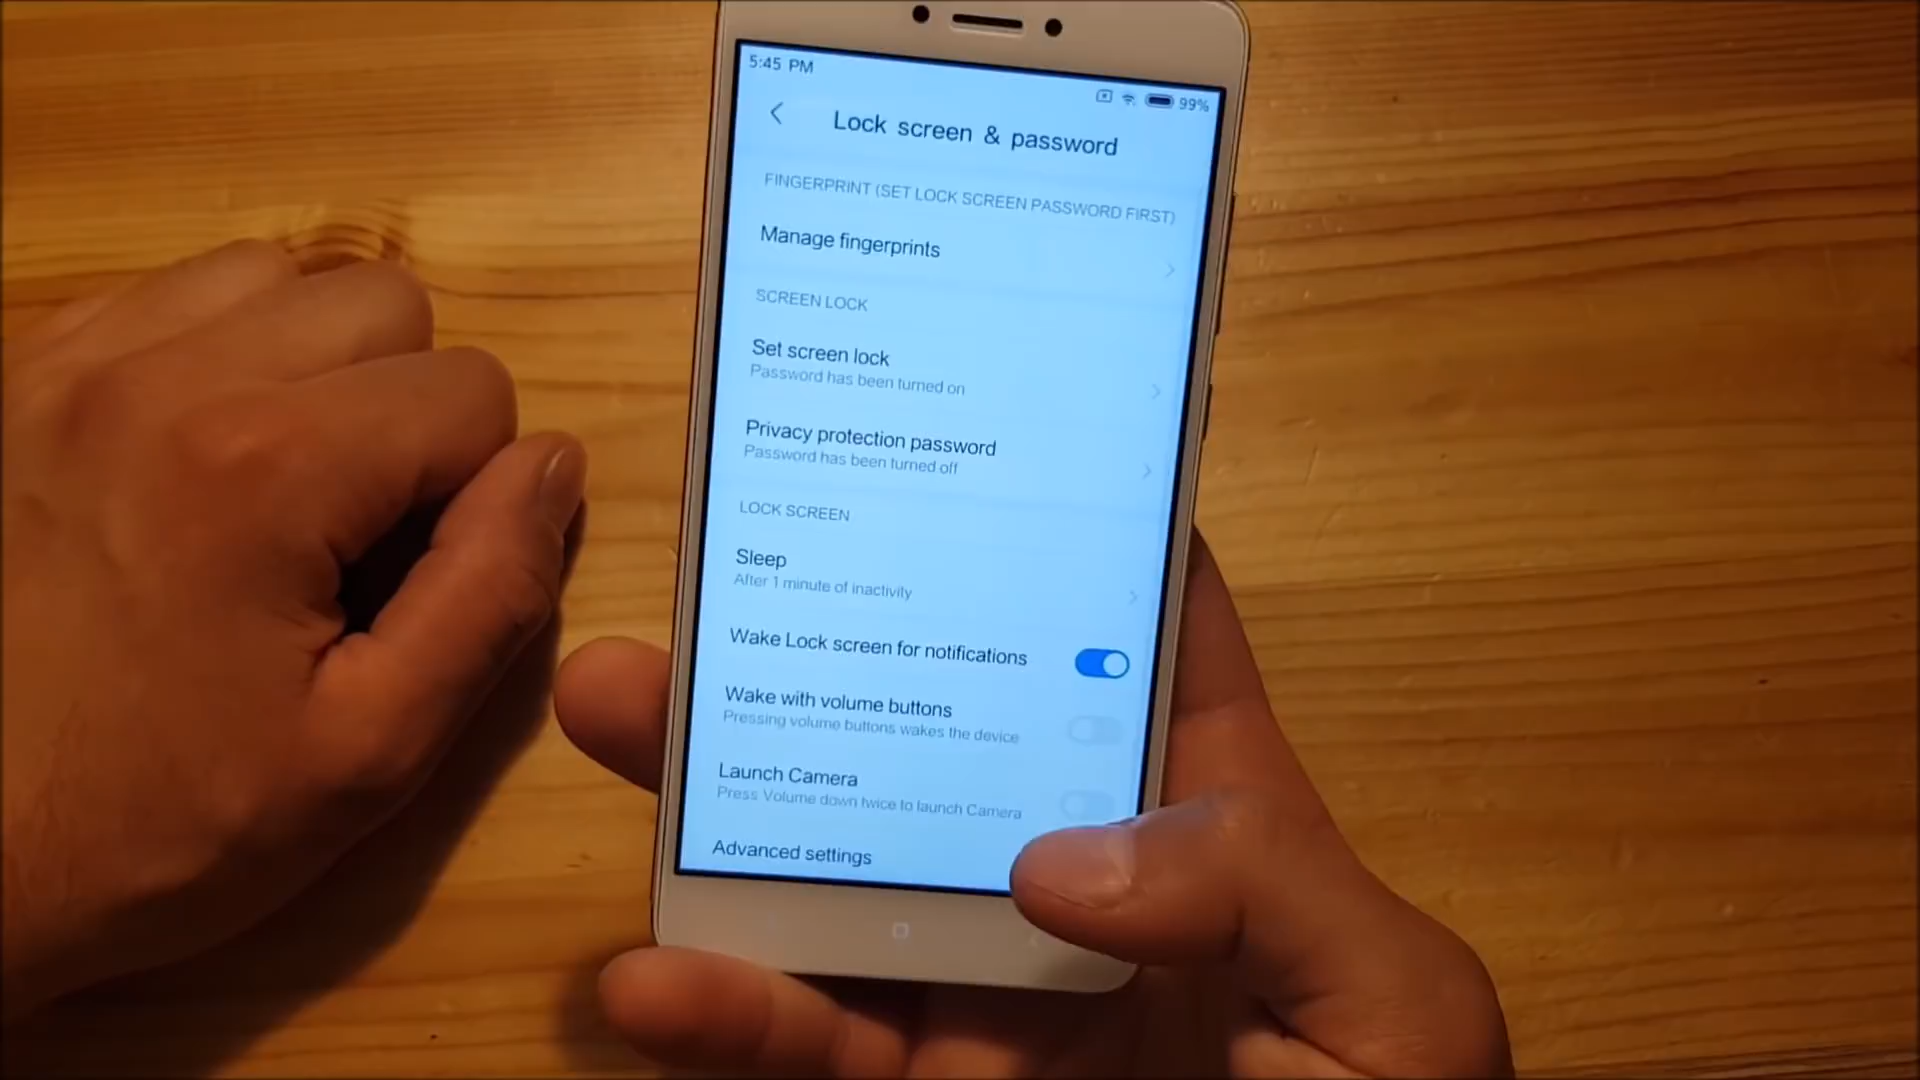 5:45 PM
99%
Lock screen & password
FINGERPRINT (SET LOCK SCREEN PASSWORD FIRST)
Manage fingerprints
SCREEN LOCK
Set screen lock
Password has been turned on
Privacy protection password
Password has been turned off
LOCK SCREEN
Sleep
After 1 minute of inactivity
Wake Lock screen for notifications
Wake with volume buttons
Pressing volume buttons wakes the device
Launch Camera
Press Volume down twice to launch Camera
Advanced settings